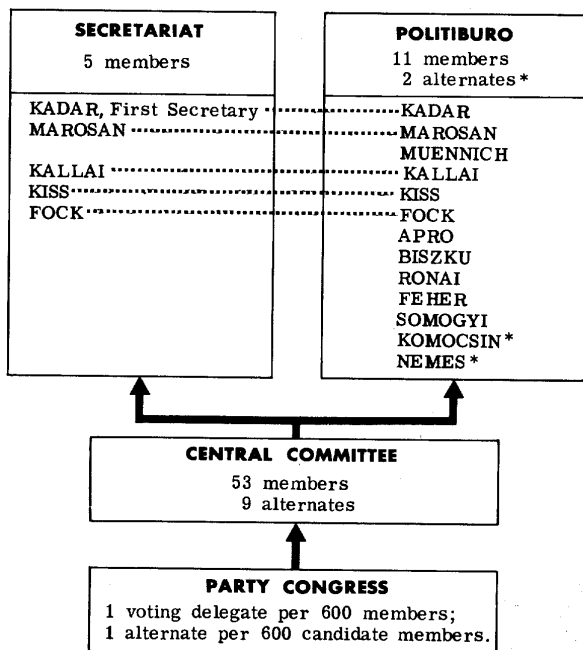 SECRETARIAT
5 members
KADAR, First Secretary
MAROSAN
KALLAI
KISS
FOCK
POLITIBURO
11 members
2 alternates*
KADAR
MAROSAN
MUENNICH
KALLAI
KISS
FOCK
APRO
BISZKU
RONAI
FEHER
SOMOGYI
KOMOCSIN*
NEMES*
CENTRAL COMMITTEE
53 members
9 alternates
PARTY CONGRESS
1 voting delegate per 600 members;
1 alternate per 600 candidate members.